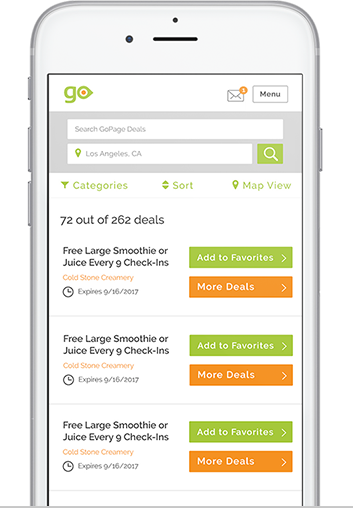 go
1
Menu
Search GoPage Deals
Los Angeles, CA
Categories
Sort
Map View
72 out of 262 deals
Free Large Smoothie or
Juice Every 9 Check-Ins
Cold Stone Creamery
Expires 9/16/2017
Add to Favorites
More Deals
Free Large Smoothie or
Juice Every 9 Check-Ins
Cold Stone Creamery
Expires 9/16/2017
Add to Favorites
More Deals
Free Large Smoothie or
Juice Every 9 Check-Ins
Cold Stone Creamery
Expires 9/16/2017
Add to Favorites
More Deals